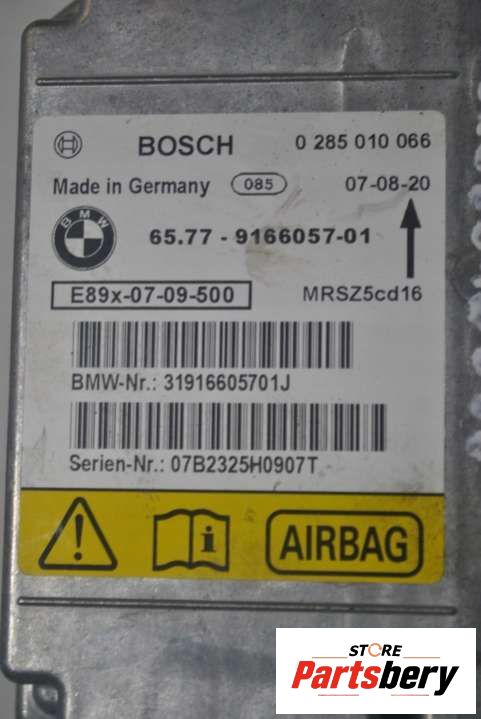 BOSCH 0 285 010 066
Made in Germany 085 07-08-20
BMW
65.77 - 9166057-01
E89x-07-09-500 MRSZ5cd16
BMW-Nr.: 31916605701J
Serien-Nr.: 07B2325H0907T
AIRBAG
STORE
Partsbery